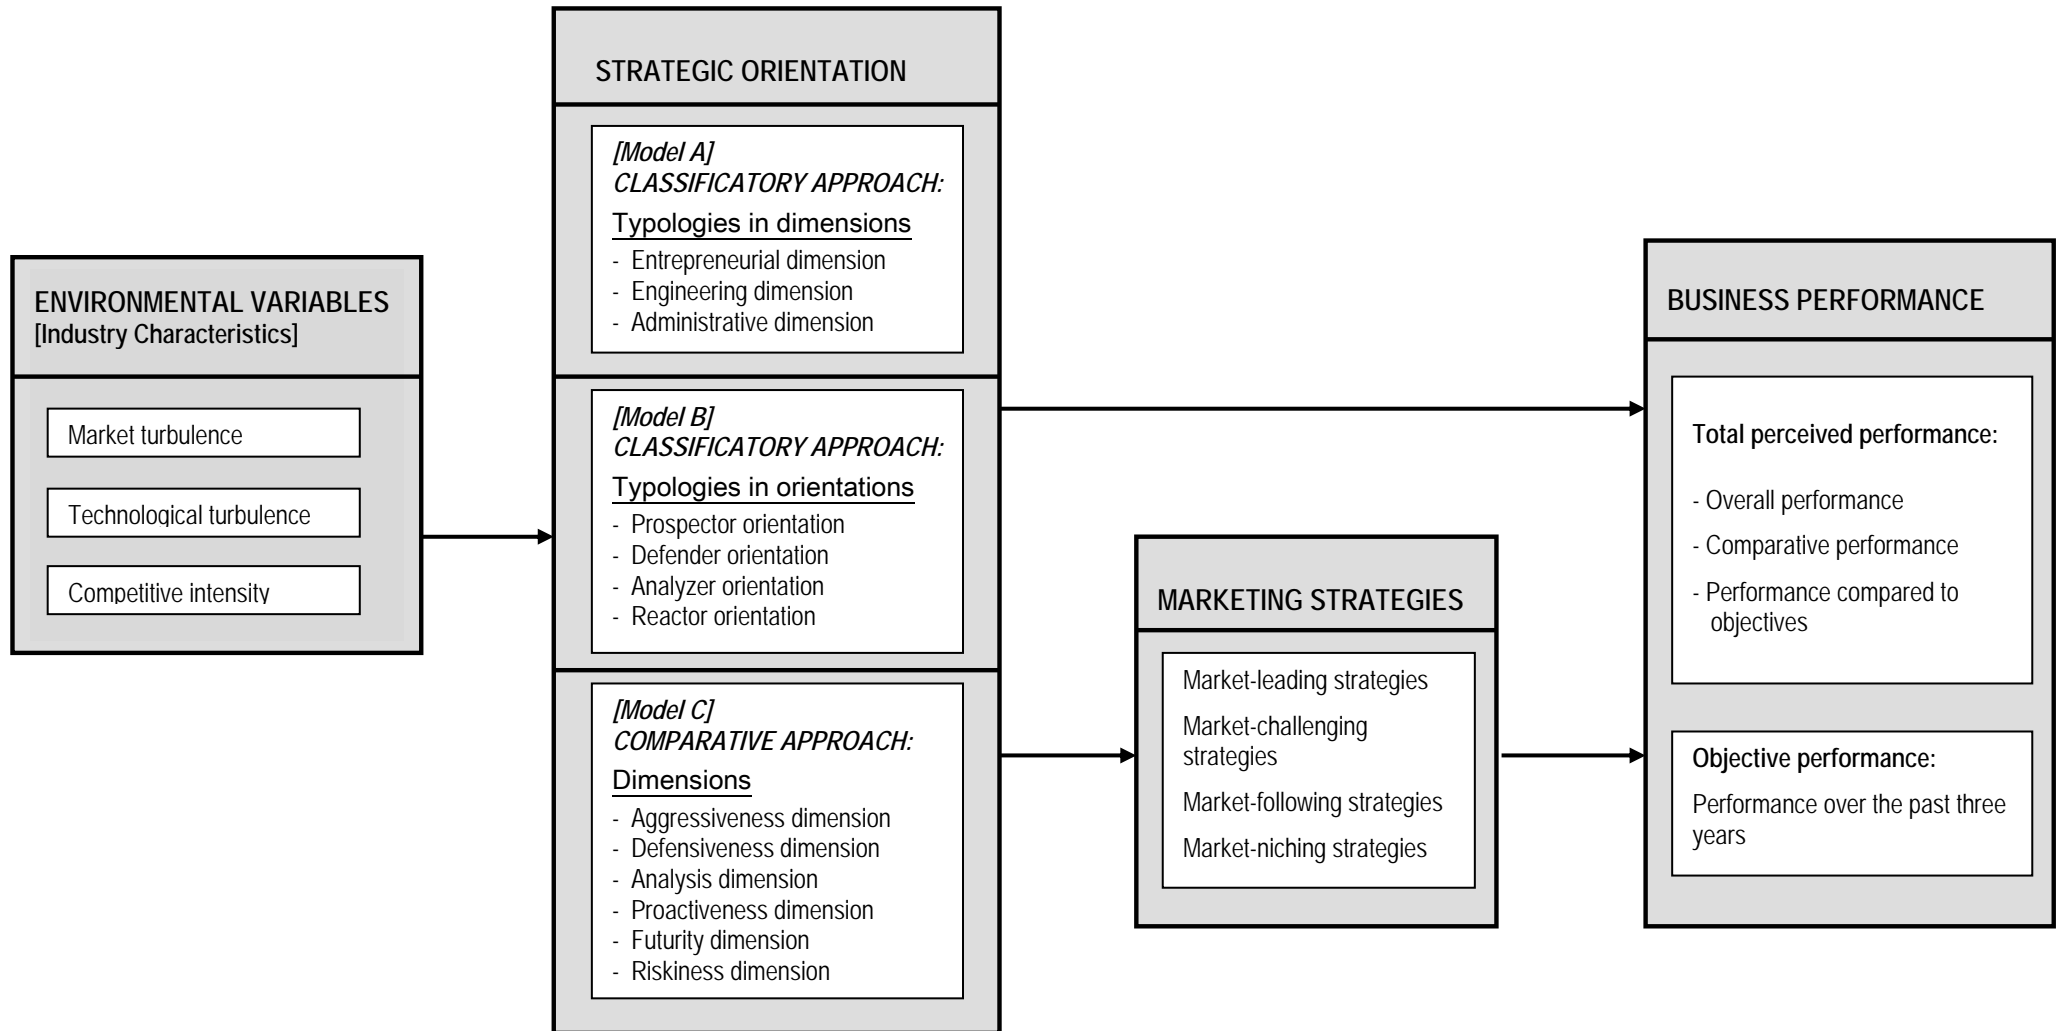 ENVIRONMENTAL VARIABLES
[Industry Characteristics]
Market turbulence
Technological turbulence
Competitive intensity
STRATEGIC ORIENTATION
[Model A]
CLASSIFICATORY APPROACH:
Typologies in dimensions
- Entrepreneurial dimension
- Engineering dimension
- Administrative dimension
[Model B]
CLASSIFICATORY APPROACH:
Typologies in orientations
- Prospector orientation
- Defender orientation
- Analyzer orientation
- Reactor orientation
[Model C]
COMPARATIVE APPROACH:
Dimensions
- Aggressiveness dimension
- Defensiveness dimension
- Analysis dimension
- Proactiveness dimension
- Futurity dimension
- Riskiness dimension
MARKETING STRATEGIES
Market-leading strategies
Market-challenging
strategies
Market-following strategies
Market-niching strategies
BUSINESS PERFORMANCE
Total perceived performance:
- Overall performance
- Comparative performance
- Performance compared to
objectives
Objective performance:
Performance over the past three
years